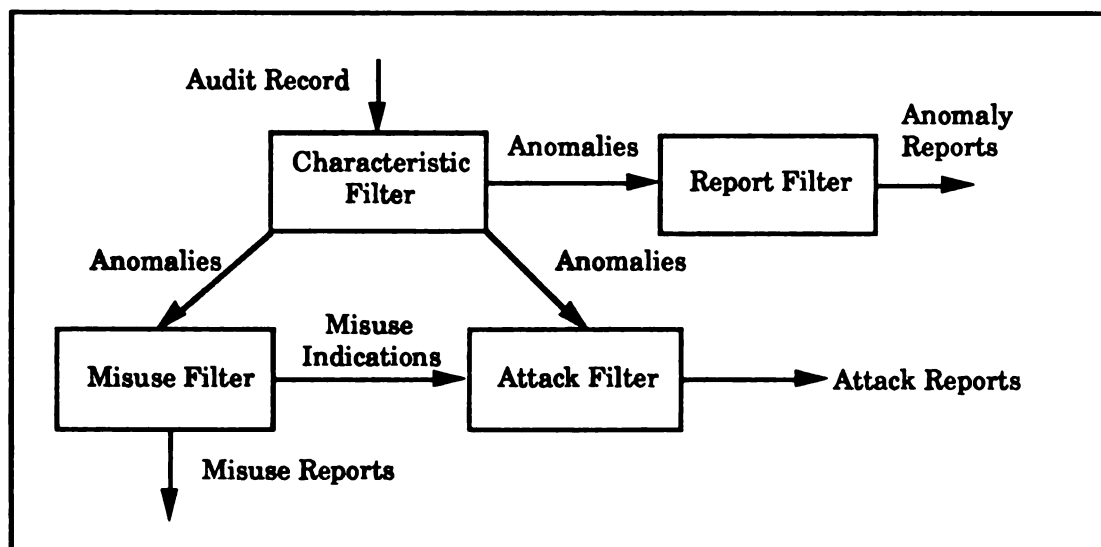 Audit Record
Characteristic
Filter
Anomalies
Report Filter
Anomaly
Reports
Anomalies
Anomalies
Misuse Filter
Misuse
Indications
Attack Filter
Attack Reports
Misuse Reports